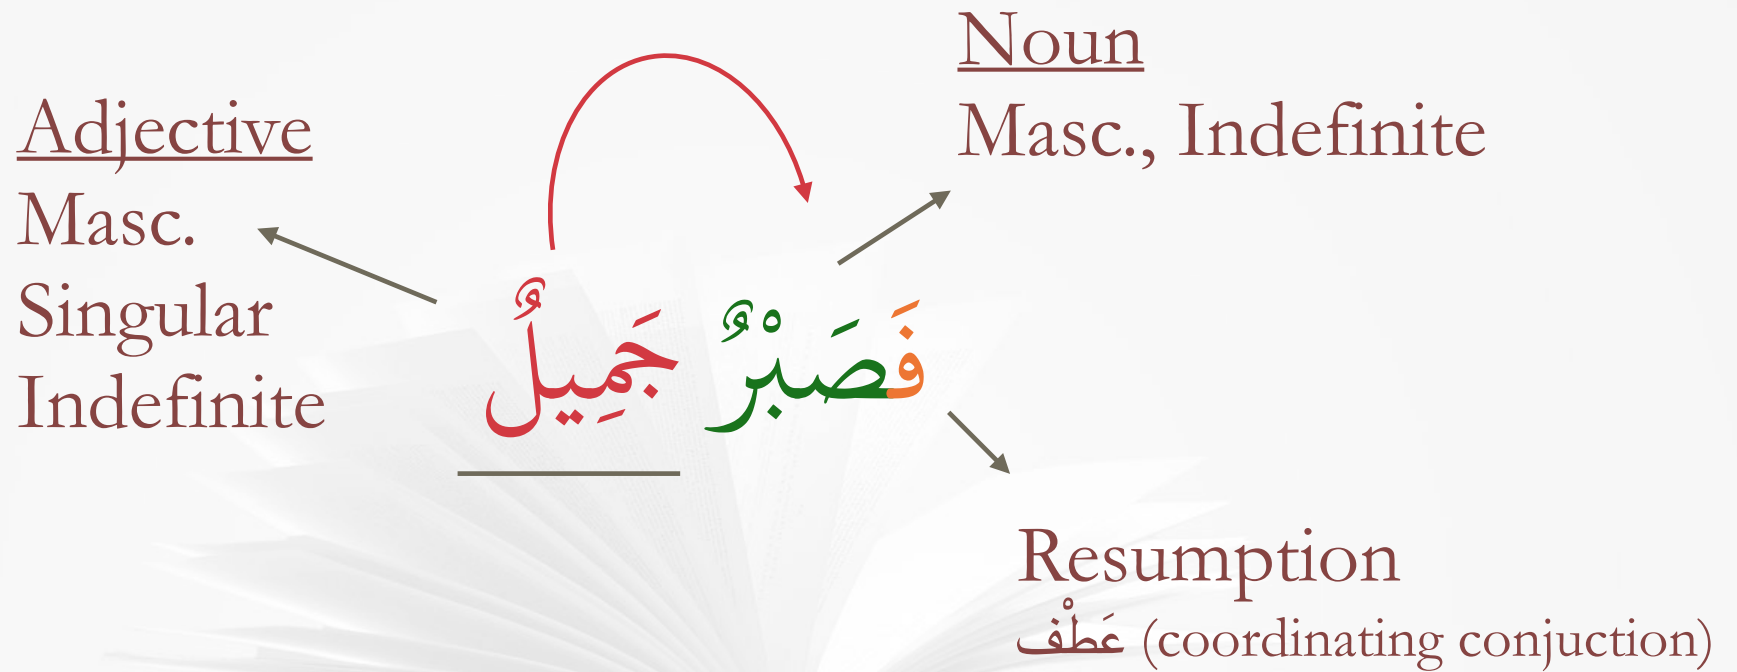 Noun
Masc., Indefinite
Adjective
Masc.
Singular
Indefinite
فَصَبْرٌ جَمِيلٌ
Resumption
عَطْف (coordinating conjuction)